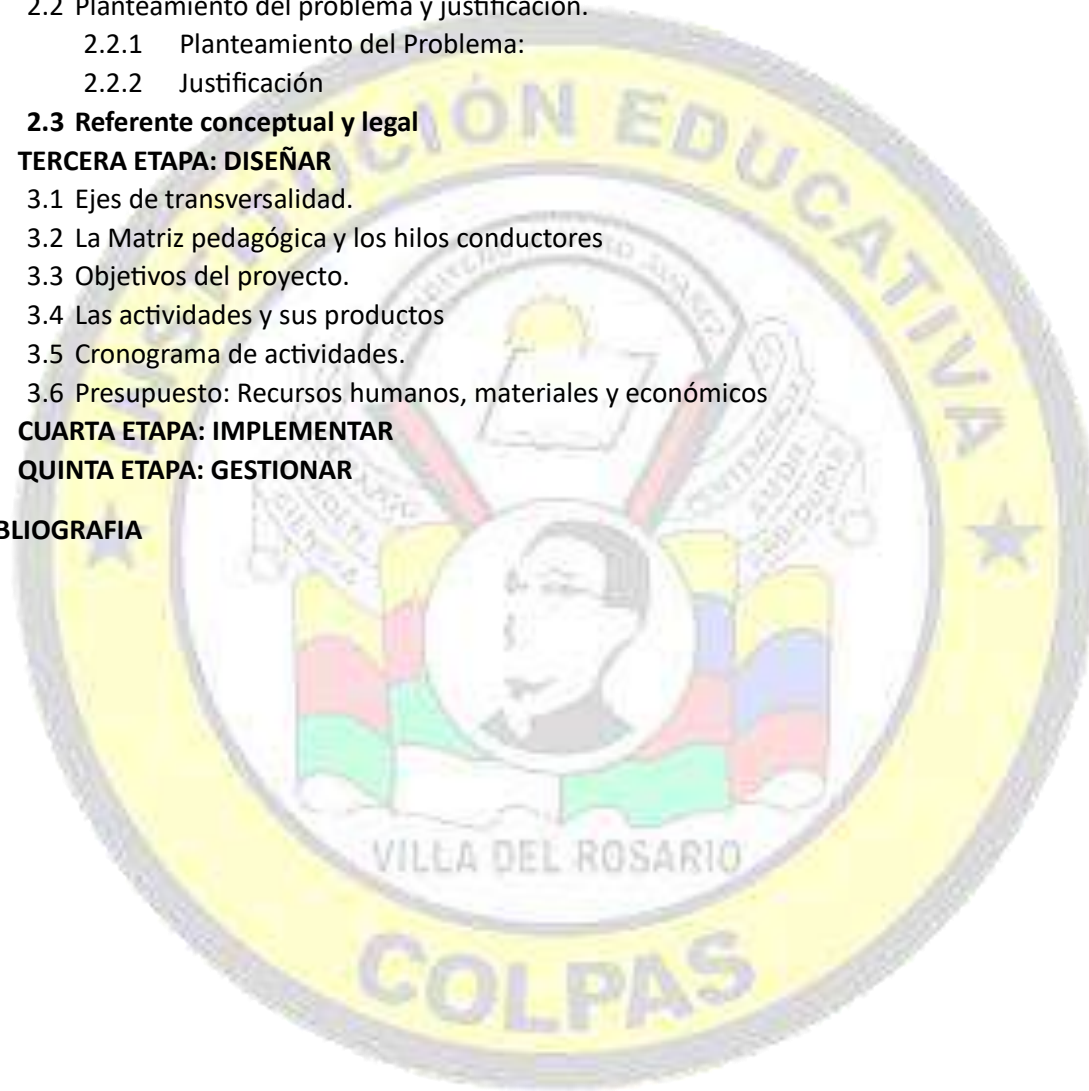 2.2 Planteamiento del problema y justificación.
2.2.1 Planteamiento del Problema:
2.2.2 Justificación
2.3 Referente conceptual y legal
TERCERA ETAPA: DISEÑAR
3.1 Ejes de transversalidad.
3.2 La Matriz pedagógica y los hilos conductores
3.3 Objetivos del proyecto.
3.4 Las actividades y sus productos
3.5 Cronograma de actividades.
3.6 Presupuesto: Recursos humanos, materiales y económicos
CUARTA ETAPA: IMPLEMENTAR
QUINTA ETAPA: GESTIONAR
BLIOGRAFIA
INSTITUCIÓN EDUCATIVA
VILLA DEL ROSARIO
COLPAS